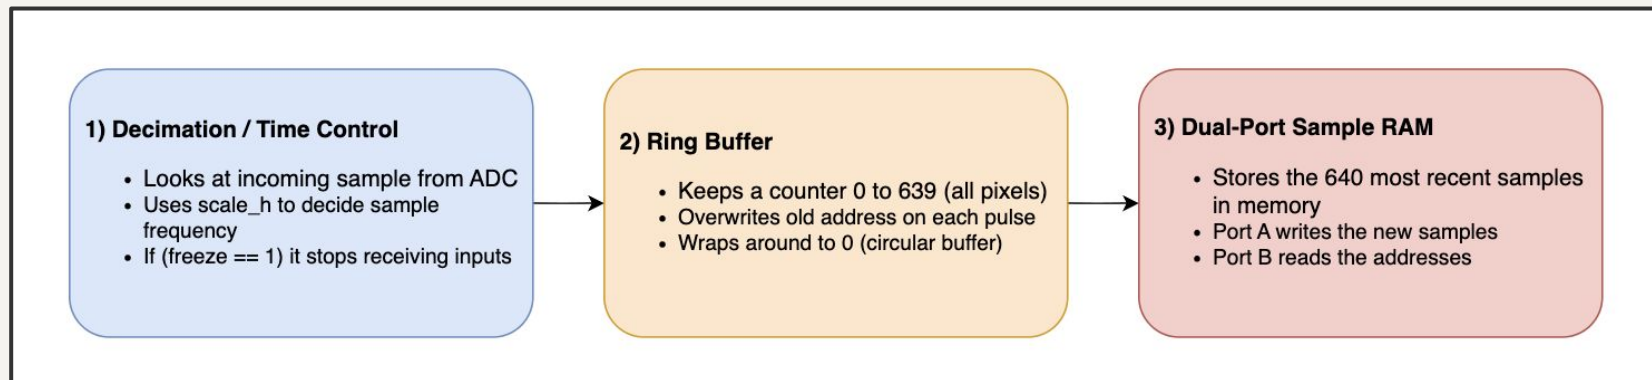 1) Decimation / Time Control
• Looks at incoming sample from ADC
• Uses scale_h to decide sample
frequency
• If (freeze == 1) it stops receiving inputs
2) Ring Buffer
• Keeps a counter 0 to 639 (all pixels)
• Overwrites old address on each pulse
• Wraps around to 0 (circular buffer)
3) Dual-Port Sample RAM
• Stores the 640 most recent samples
in memory
• Port A writes the new samples
• Port B reads the addresses